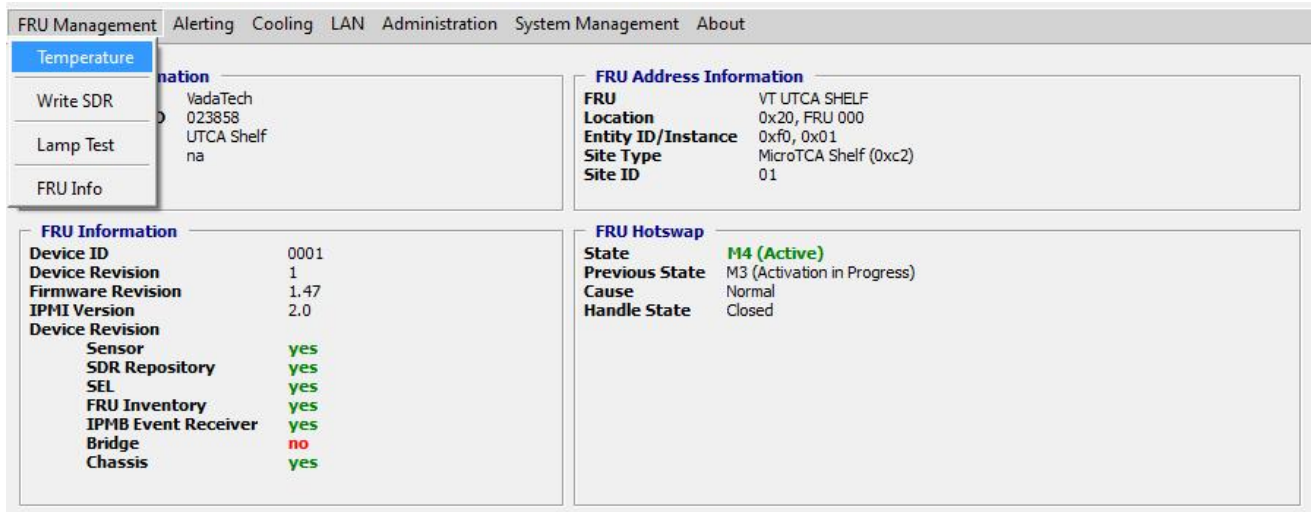 FRU Management Alerting Cooling LAN Administration System Management About
Temperature
Write SDR
Lamp Test
FRU Info
VadaTech
023858
UTCA Shelf
na
FRU Address Information
FRU VT UTCA SHELF
Location 0x20, FRU 000
Entity ID/Instance 0xf0, 0x01
Site Type MicroTCA Shelf (0xc2)
Site ID 01
FRU Information
Device ID 0001
Device Revision 1
Firmware Revision 1.47
IPMI Version 2.0
Device Revision
Sensor yes
SDR Repository yes
SEL yes
FRU Inventory yes
IPMB Event Receiver yes
Bridge no
Chassis yes
FRU Hotswap
State M4 (Active)
Previous State M3 (Activation in Progress)
Cause Normal
Handle State Closed